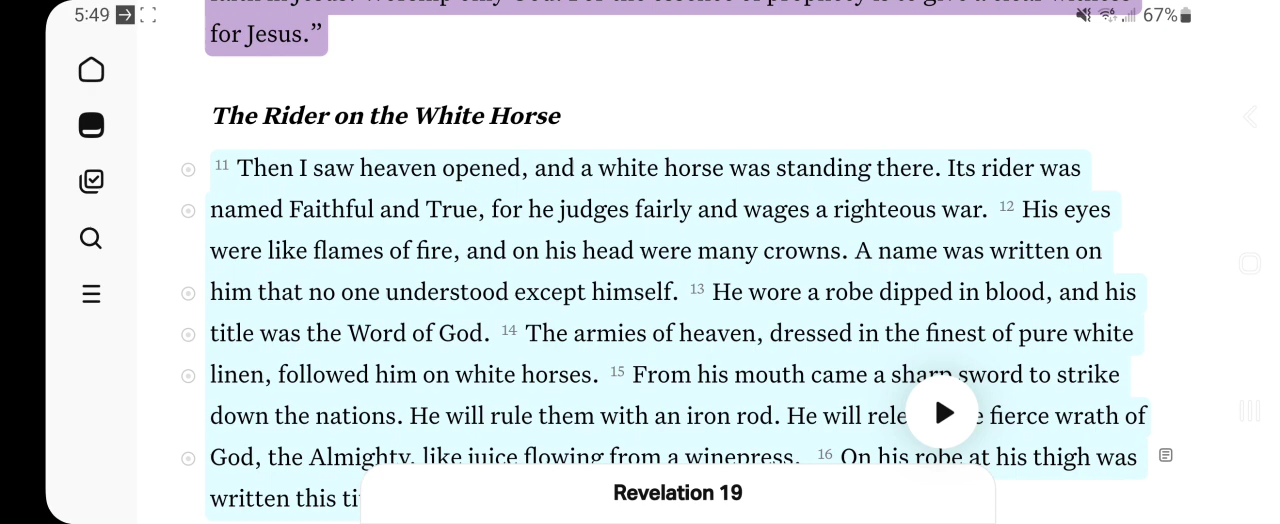 5:49
67%
for Jesus.”
The Rider on the White Horse
11 Then I saw heaven opened, and a white horse was standing there. Its rider was
named Faithful and True, for he judges fairly and wages a righteous war. 12 His eyes
were like flames of fire, and on his head were many crowns. A name was written on
him that no one understood except himself. 13 He wore a robe dipped in blood, and his
title was the Word of God. 14 The armies of heaven, dressed in the finest of pure white
linen, followed him on white horses. 15 From his mouth came a sharp sword to strike
down the nations. He will rule them with an iron rod. He will rele e fierce wrath of
God, the Almighty, like juice flowing from a winepress. 16 On his robe at his thigh was
written this ti
Revelation 19